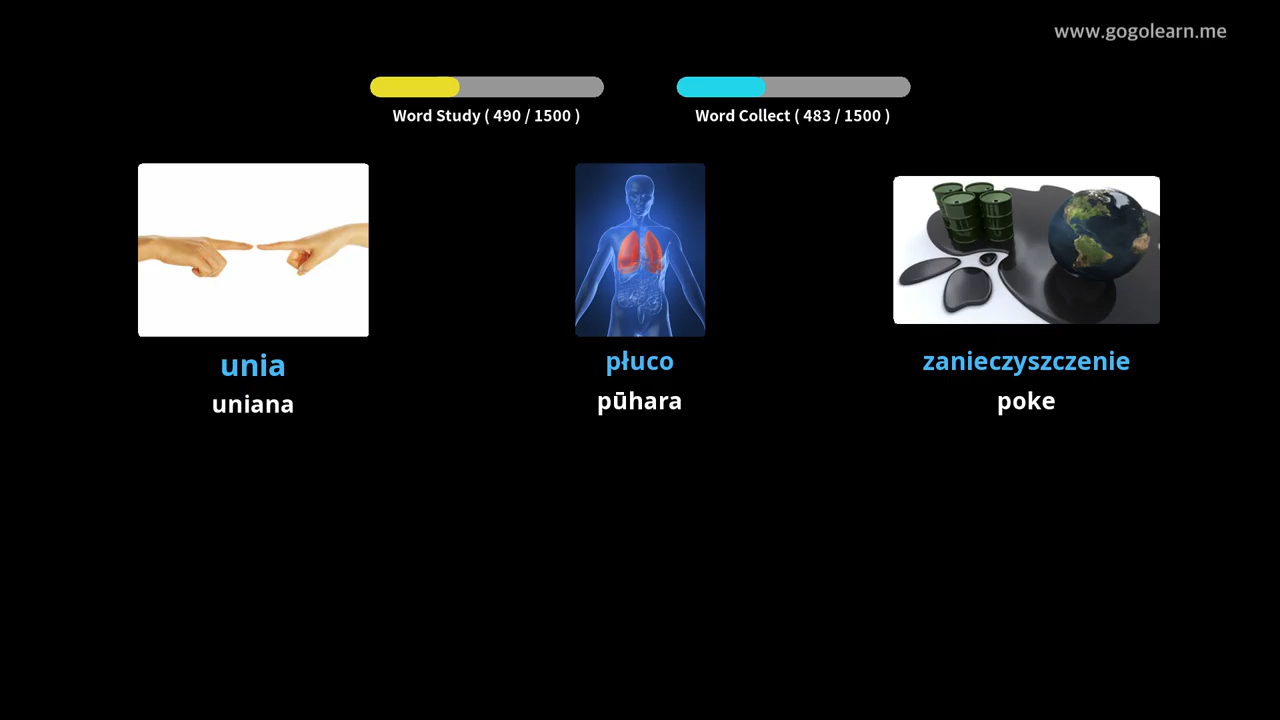 www.gogolearn.me
Word Study ( 490 / 1500 )
Word Collect ( 483 / 1500 )
unia
uniana
płuco
pūhara
zanieczyszczenie
poke